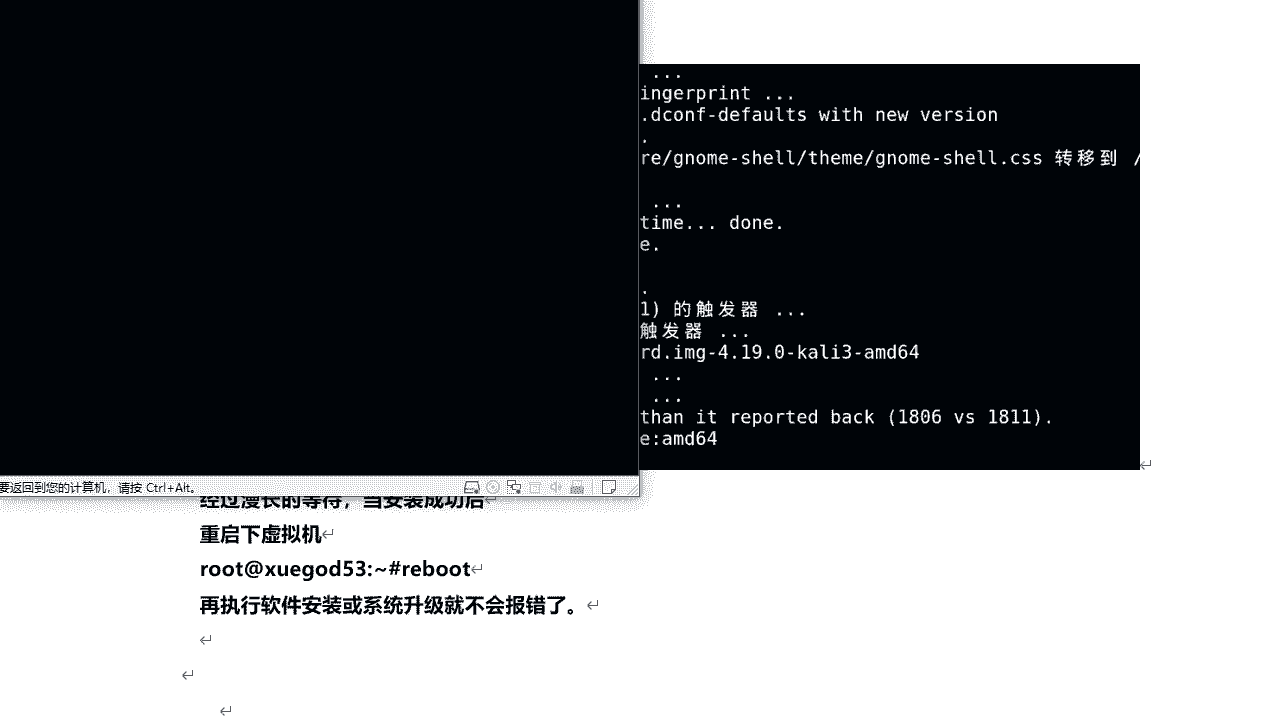 ...
ingerprint ...
.dconf-defaults with new version
.
re/gnome-shell/theme/gnome-shell.css 转移到 /
...
time... done.
e.
.
1) 的触发器 ...
触发器 ...
rd.img-4.19.0-kali3-amd64
...
...
than it reported back (1806 vs 1811).
e:amd64
要返回到您的计算机，请按 Ctrl+Alt。
经过漫长的等待，当安装成功后
重启下虚拟机
root@xuegod53:~#reboot
再执行软件安装或系统升级就不会报错了。